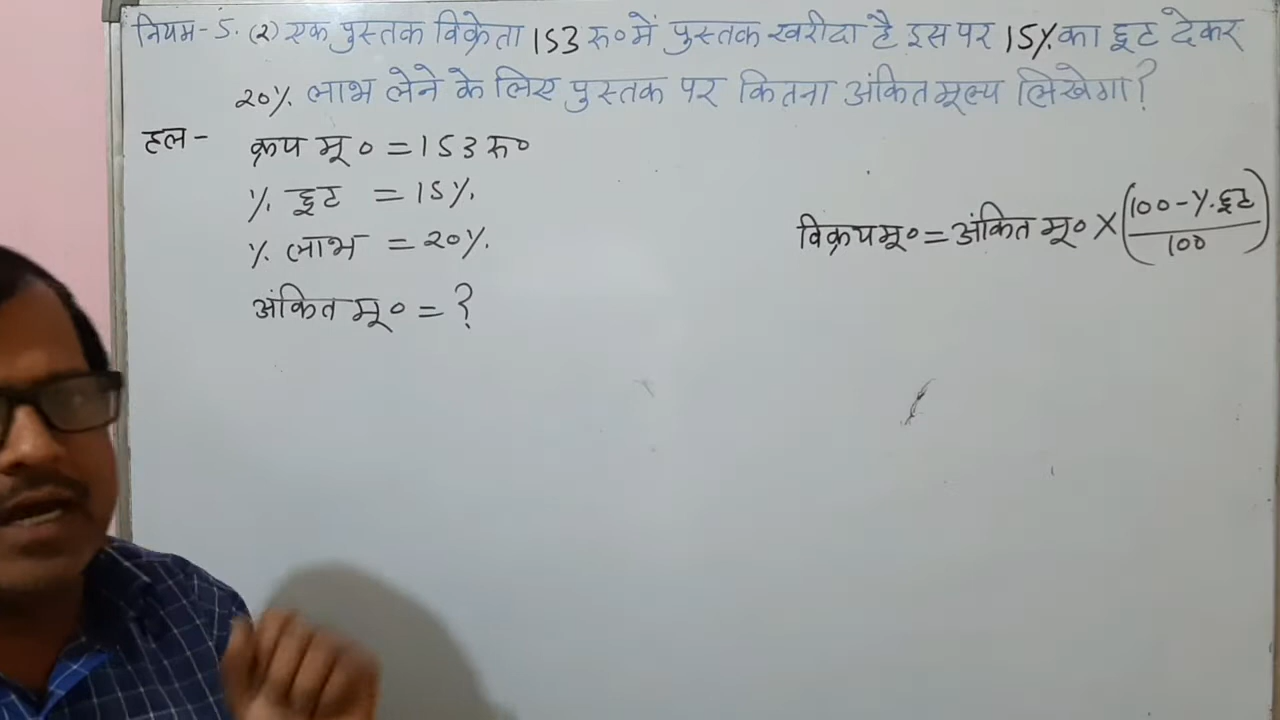 नियम-5. (2) एक पुस्तक विक्रेता 153 रु० में पुस्तक खरीदा है इस पर 15% का छूट देकर
20% लाभ लेने के लिए पुस्तक पर कितना अंकित मूल्य लिखेगा?
हल- क्रय मू० = 153 रु०
% छूट = 15%
% लाभ = 20%
अंकित मू० = ?
विक्रय मू० = अंकित मू० × (100 - % छूट / 100)